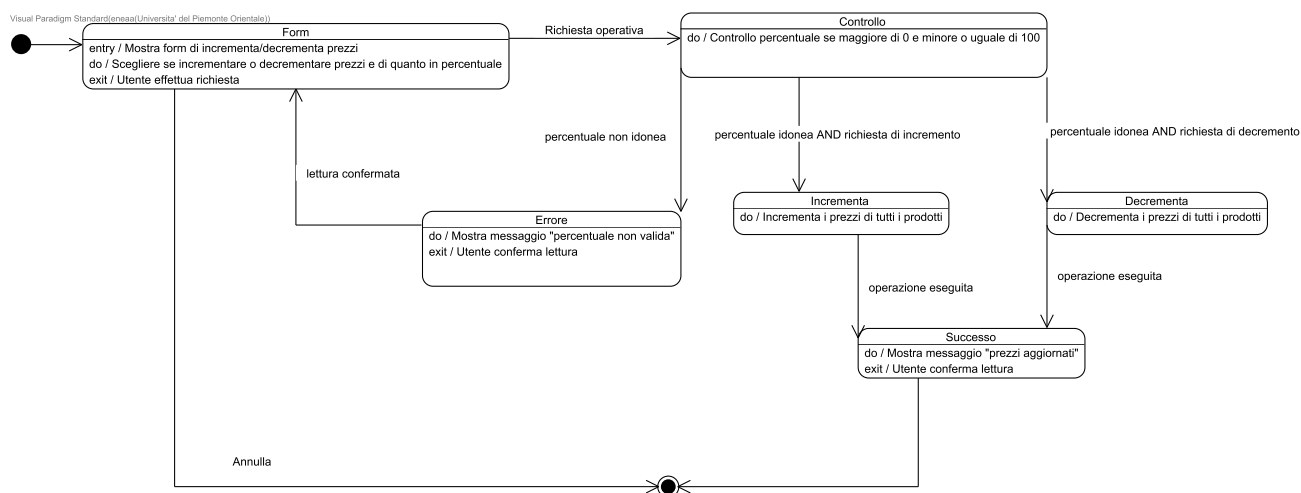 Visual Paradigm Standard(eneaa(Universita' del Piemonte Orientale))
Form
entry / Mostra form di incrementa/decrementa prezzi
do / Scegliere se incrementare o decrementare prezzi e di quanto in percentuale
exit / Utente effettua richiesta
Richiesta operativa
Controllo
do / Controllo percentuale se maggiore di 0 e minore o uguale di 100
percentuale non idonea
percentuale idonea AND richiesta di incremento
percentuale idonea AND richiesta di decremento
lettura confermata
Errore
do / Mostra messaggio "percentuale non valida"
exit / Utente conferma lettura
Incrementa
do / Incrementa i prezzi di tutti i prodotti
Decrementa
do / Decrementa i prezzi di tutti i prodotti
operazione eseguita
operazione eseguita
Successo
do / Mostra messaggio "prezzi aggiornati"
exit / Utente conferma lettura
Annulla